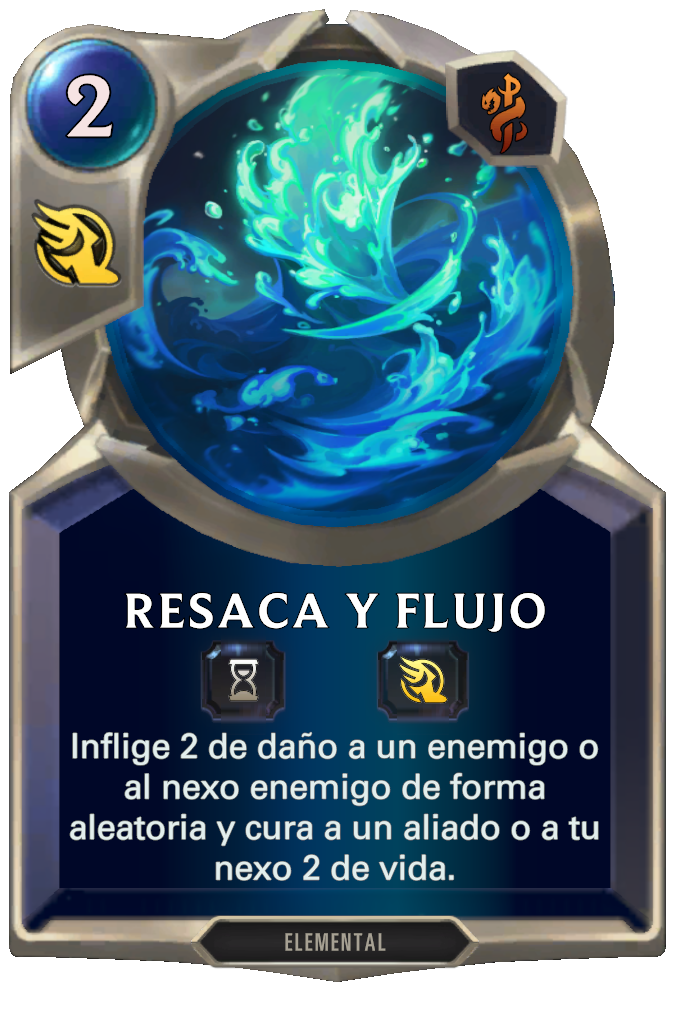 2
RESACA Y FLUJO
Inflige 2 de daño a un enemigo o
al nexo enemigo de forma
aleatoria y cura a un aliado o a tu
nexo 2 de vida.
ELEMENTAL